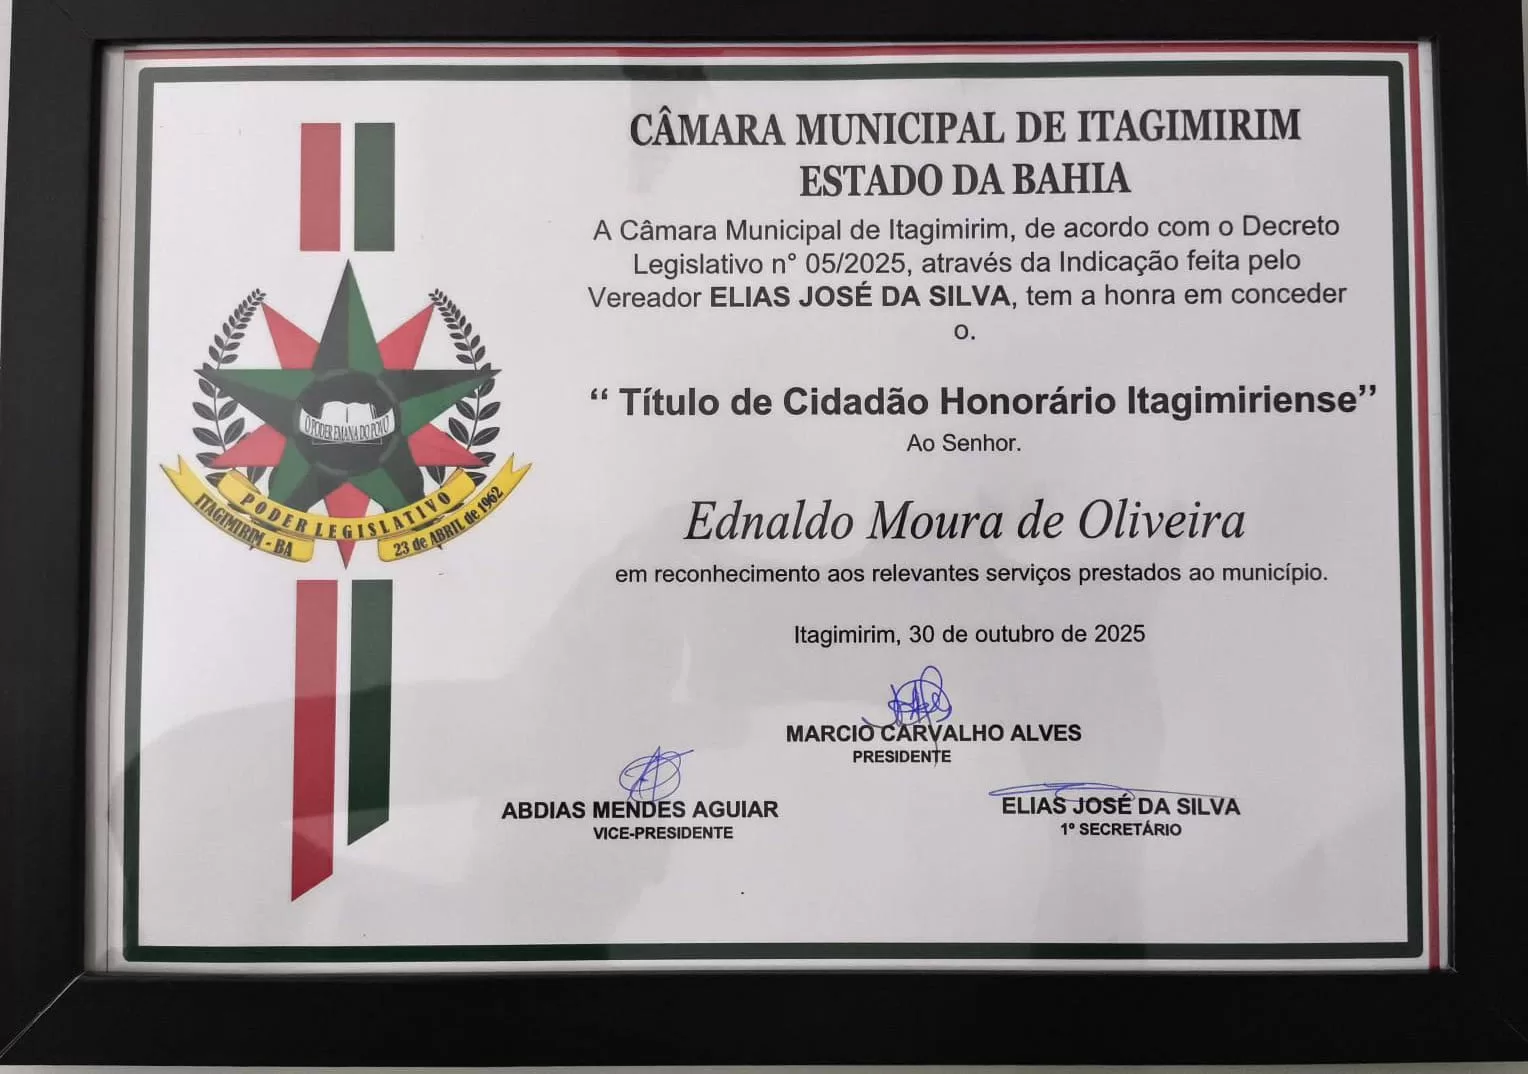 CÂMARA MUNICIPAL DE ITAGIMIRIM
ESTADO DA BAHIA
A Câmara Municipal de Itagimirim, de acordo com o Decreto
Legislativo n° 05/2025, através da Indicação feita pelo
Vereador ELIAS JOSÉ DA SILVA, tem a honra em conceder
o.
“ Título de Cidadão Honorário Itagimiriense”
Ao Senhor.
Ednaldo Moura de Oliveira
em reconhecimento aos relevantes serviços prestados ao município.
Itagimirim, 30 de outubro de 2025
MARCIO CARVALHO ALVES
PRESIDENTE
ABDIAS MENDES AGUIAR
VICE-PRESIDENTE
ELIAS JOSÉ DA SILVA
1º SECRETÁRIO
O PODER EMANA DO POVO
PODER LEGISLATIVO
ITAGIMIRIM - BA
23 de ABRIL de 1962